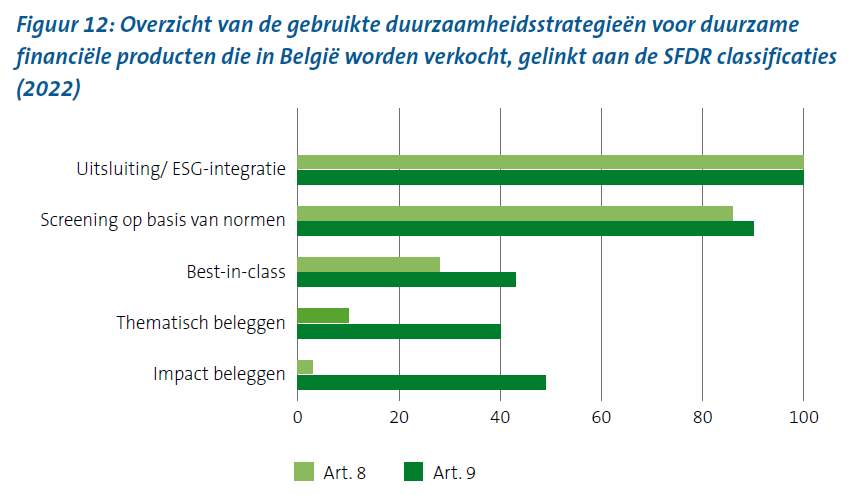 Figuur 12: Overzicht van de gebruikte duurzaamheidsstrategieën voor duurzame
financiële producten die in België worden verkocht, gelinkt aan de SFDR classificaties
(2022)
Uitsluiting/ ESG-integratie
Screening op basis van normen
Best-in-class
Thematisch beleggen
Impact beleggen
0 20 40 60 80 100
Art. 8 Art. 9